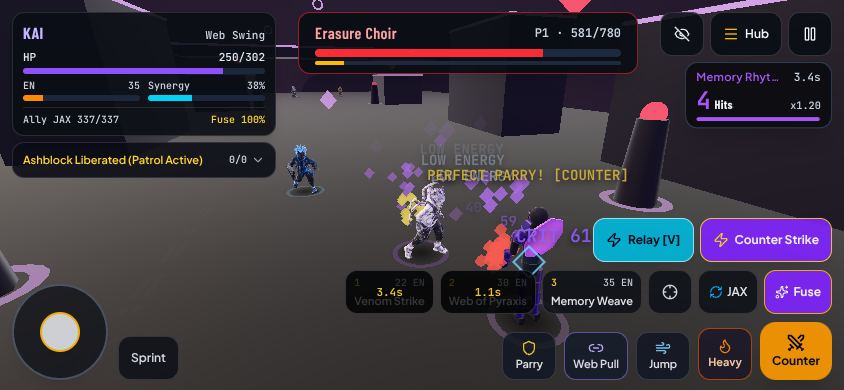 KAI
Web Swing
HP
250/302
EN
35
Synergy
38%
Ally JAX 337/337
Fuse 100%
Ashblock Liberated (Patrol Active)
0/0
Erasure Choir
P1 · 581/780
Hub
Memory Rhyt...
3.4s
4 Hits
x1.20
LOW ENERGY
LOW ENERGY
PERFECT PARRY! [COUNTER]
59
CRIT 61
Relay [V]
Counter Strike
1
22 EN
3.4s
Venom Strike
2
30 EN
1.1s
Web of Pyraxis
3
35 EN
Memory Weave
JAX
Fuse
Sprint
Parry
Web Pull
Jump
Heavy
Counter